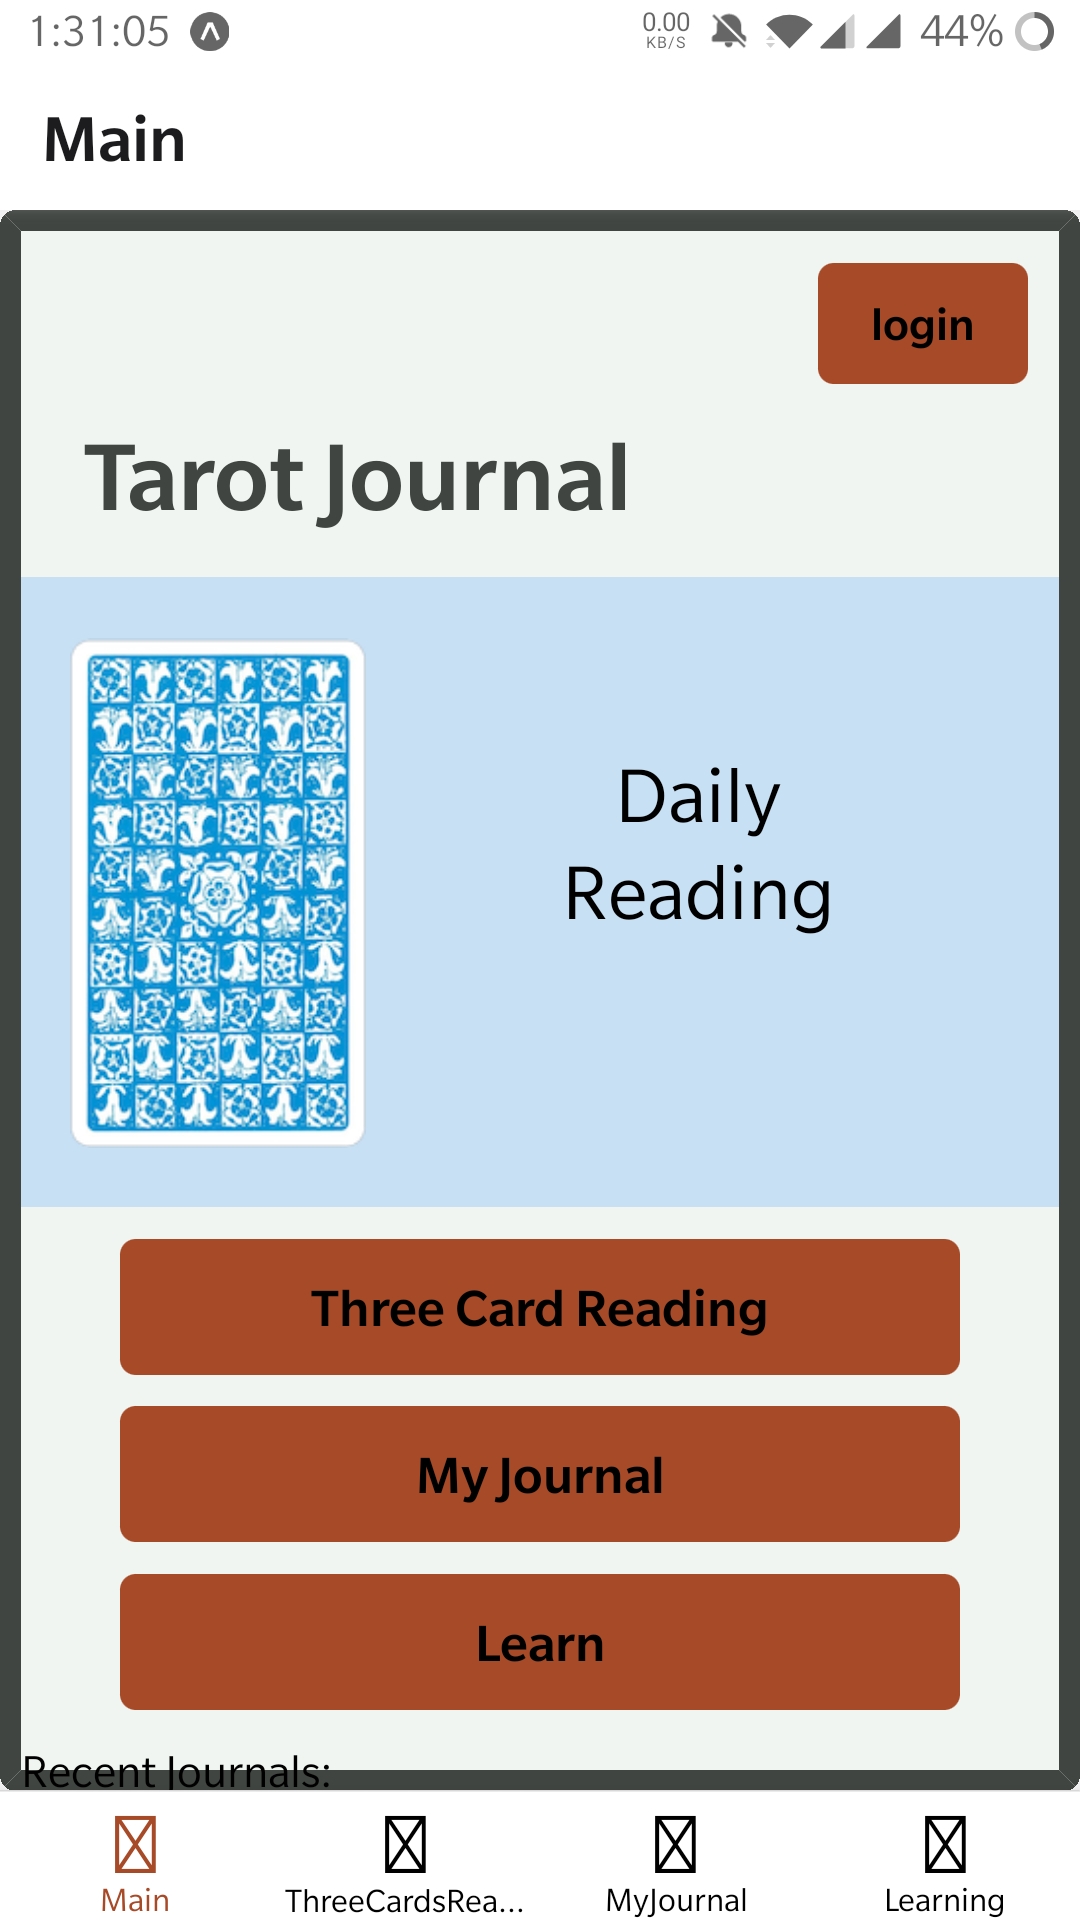 1:31:05
0.00
KB/S
44%
Main
login
Tarot Journal
Daily
Reading
Three Card Reading
My Journal
Learn
Recent Journals:
Main
ThreeCardsRea...
MyJournal
Learning